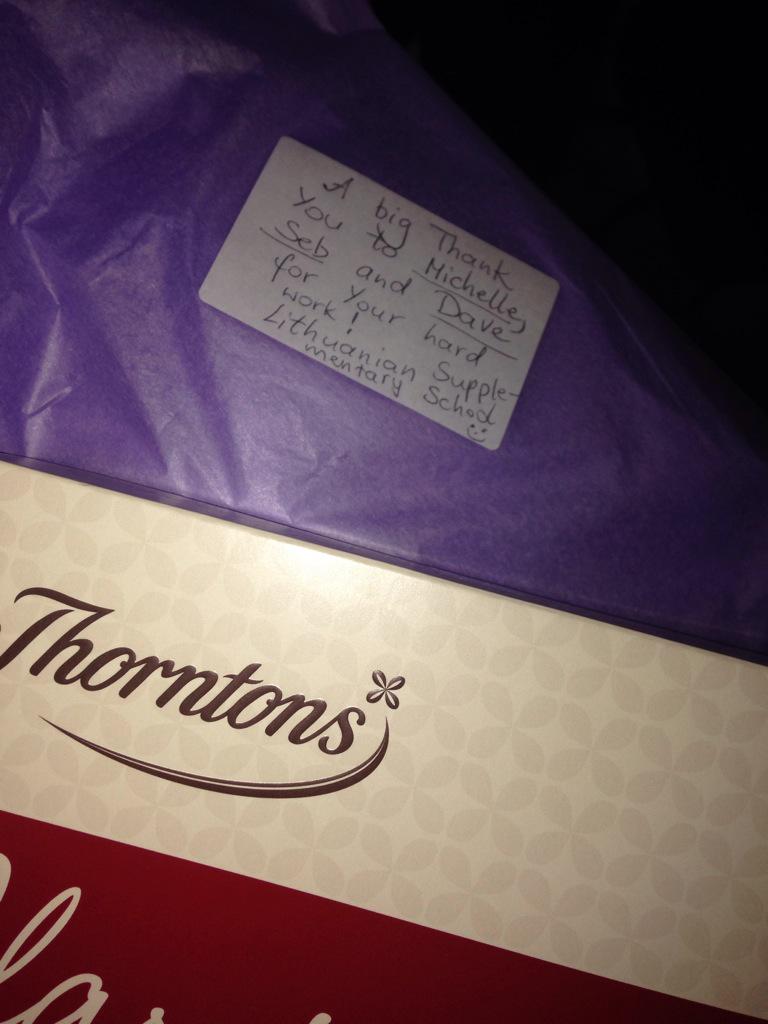 A big Thank
You to Michelle,
Seb and Dave
for your hard
work!
Lithuanian Supple-
mentary School
Thorntons